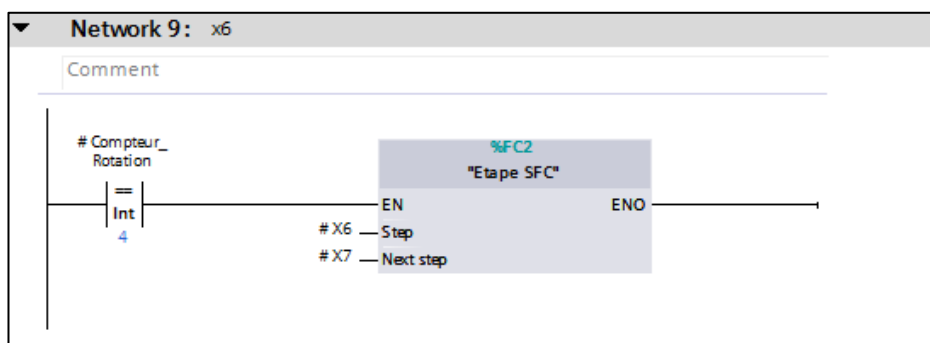 Network 9: x6
Comment
# Compteur_
Rotation
==
Int
4
%FC2
"Etape SFC"
EN ENO
# X6 Step
# X7 Next step